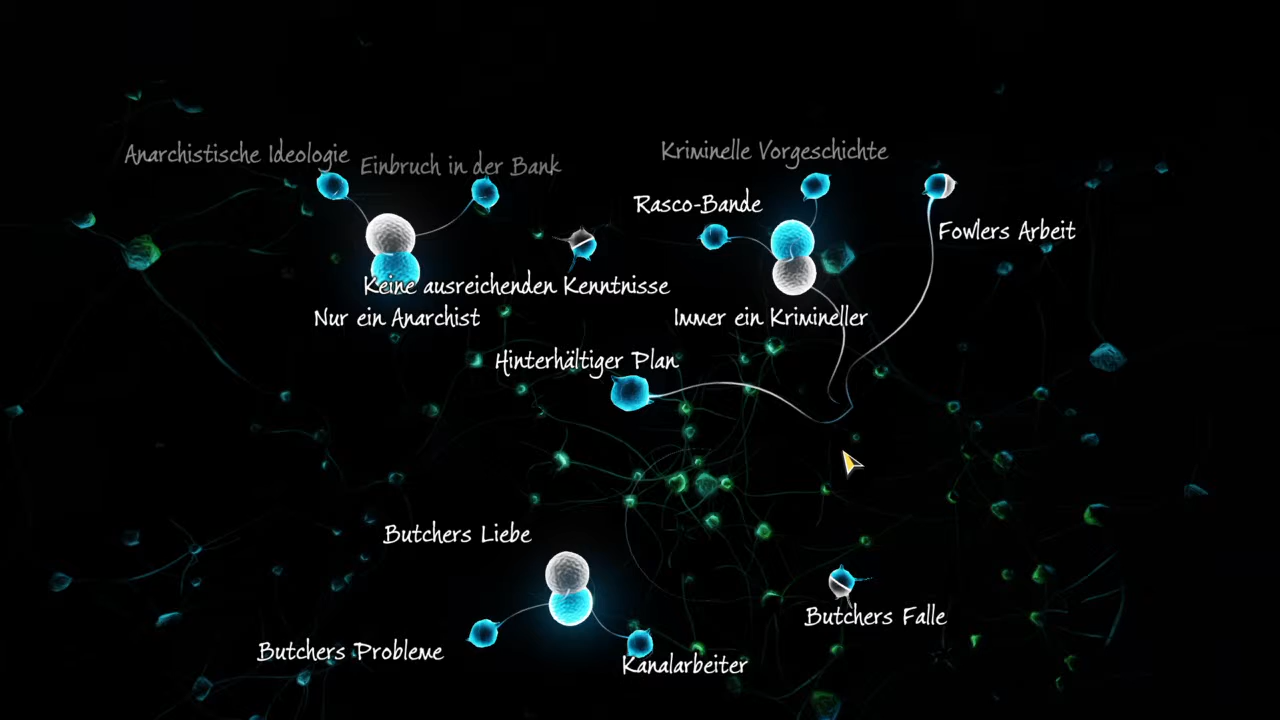 Kriminelle Vorgeschichte
Anarchistische Ideologie
Einbruch in der Bank
Rasco-Bande
Fowlers Arbeit
Keine ausreichenden Kenntnisse
Nur ein Anarchist
Immer ein Krimineller
Hinterhältiger Plan
Butchers Liebe
Butchers Falle
Butchers Probleme
Kanalarbeiter